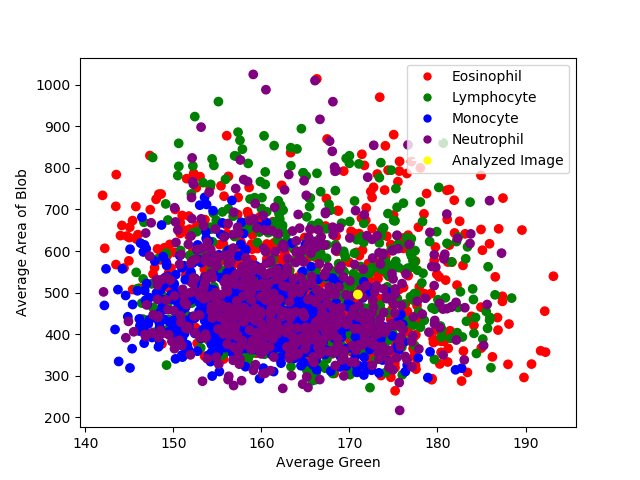 Eosinophil
Lymphocyte
Monocyte
Neutrophil
Analyzed Image
1000
900
800
700
600
500
400
300
200
Average Area of Blob
140 150 160 170 180 190
Average Green